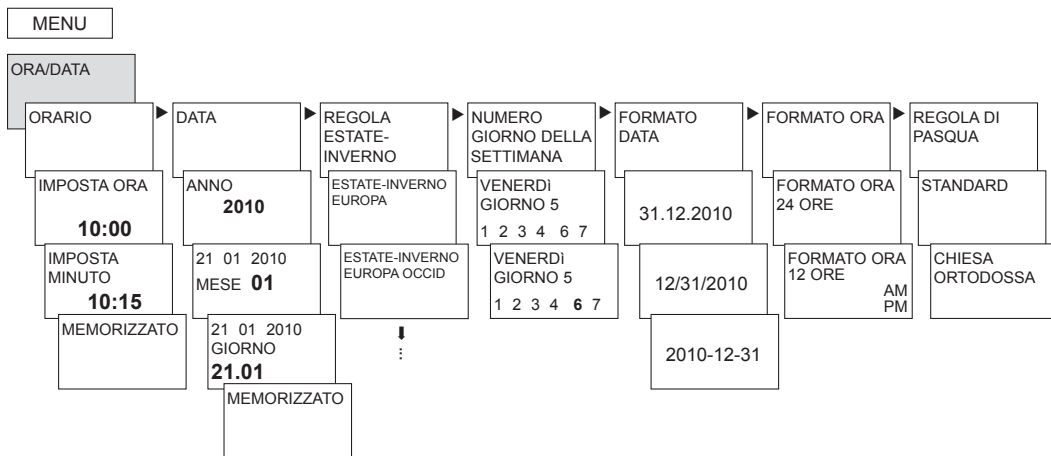 MENU
ORA/DATA
ORARIO
IMPOSTA ORA
10:00
IMPOSTA
MINUTO
10:15
MEMORIZZATO
DATA
ANNO
2010
21 01 2010
MESE 01
21 01 2010
GIORNO
21.01
MEMORIZZATO
REGOLA
ESTATE-
INVERNO
ESTATE-INVERNO
EUROPA
ESTATE-INVERNO
EUROPA OCCID
NUMERO
GIORNO DELLA
SETTIMANA
VENERDì
GIORNO 5
1 2 3 4 6 7
VENERDì
GIORNO 5
1 2 3 4 6 7
FORMATO
DATA
31.12.2010
12/31/2010
2010-12-31
FORMATO ORA
FORMATO ORA
24 ORE
FORMATO ORA
12 ORE
AM
PM
REGOLA DI
PASQUA
STANDARD
CHIESA
ORTODOSSA